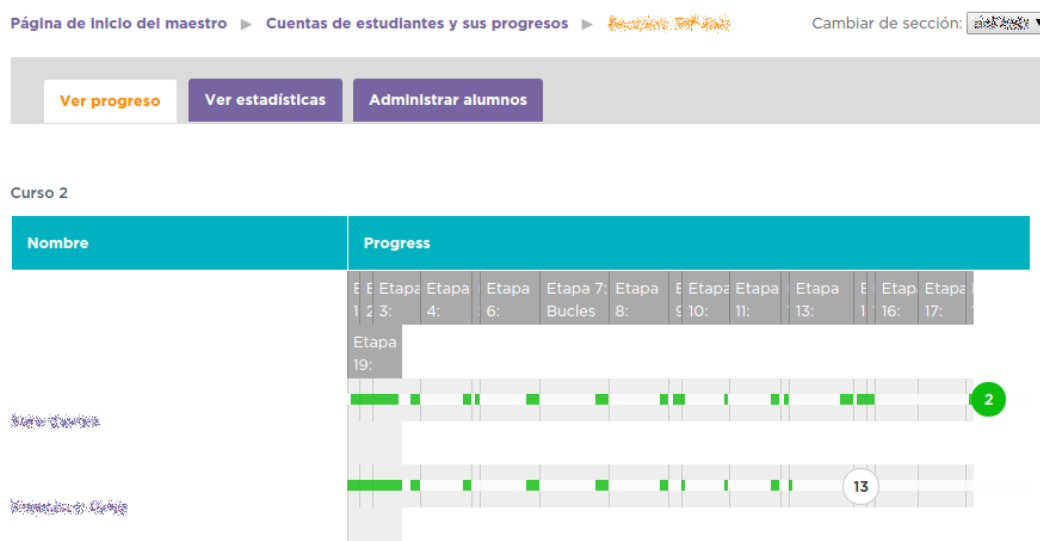 Página de inicio del maestro ▶ Cuentas de estudiantes y sus progresos ▶
Cambiar de sección:
Ver progreso
Ver estadísticas
Administrar alumnos
Curso 2
Nombre
Progress
Etapa 3:
Etapa 4:
Etapa 6:
Etapa 7: Bucles
Etapa 8:
Etapa 10:
Etapa 11:
Etapa 13:
Etapa 16:
Etapa 17:
Etapa 19:
2
13